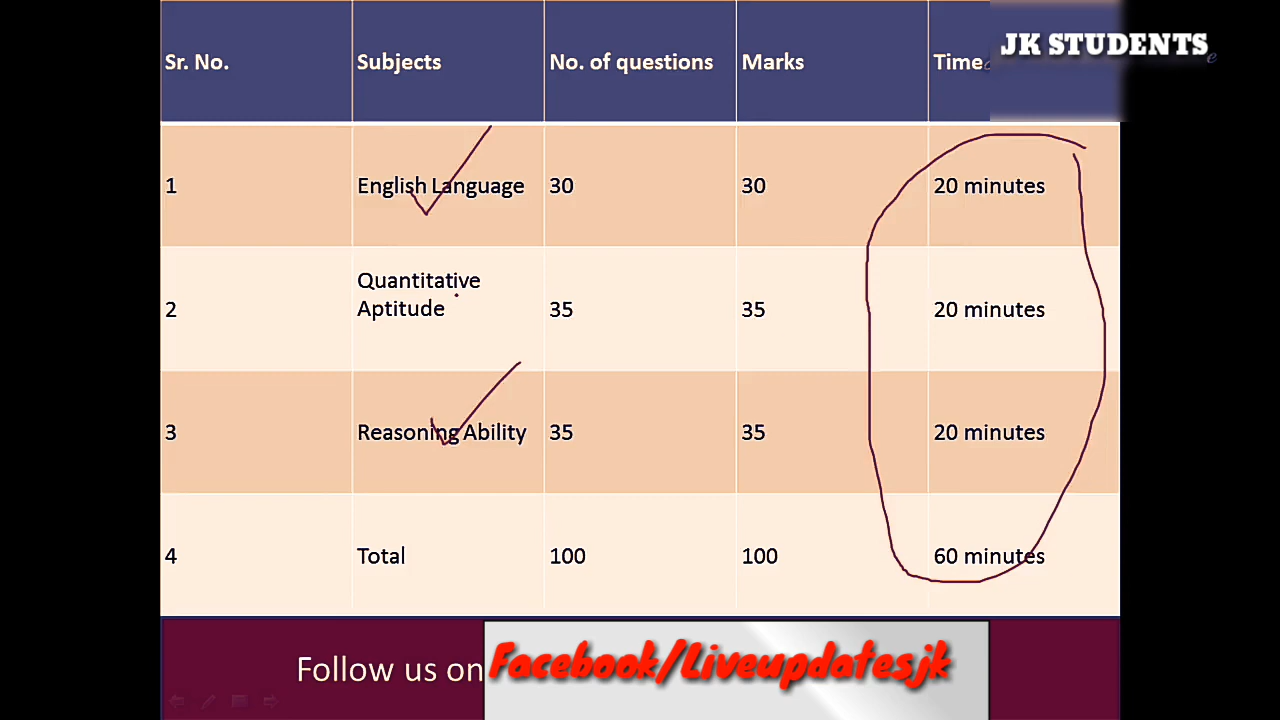 JK STUDENTS
Sr. No. Subjects No. of questions Marks Time
1 English Language 30 30 20 minutes
2 Quantitative Aptitude 35 35 20 minutes
3 Reasoning Ability 35 35 20 minutes
4 Total 100 100 60 minutes
Follow us on Facebook/Liveupdatesjk